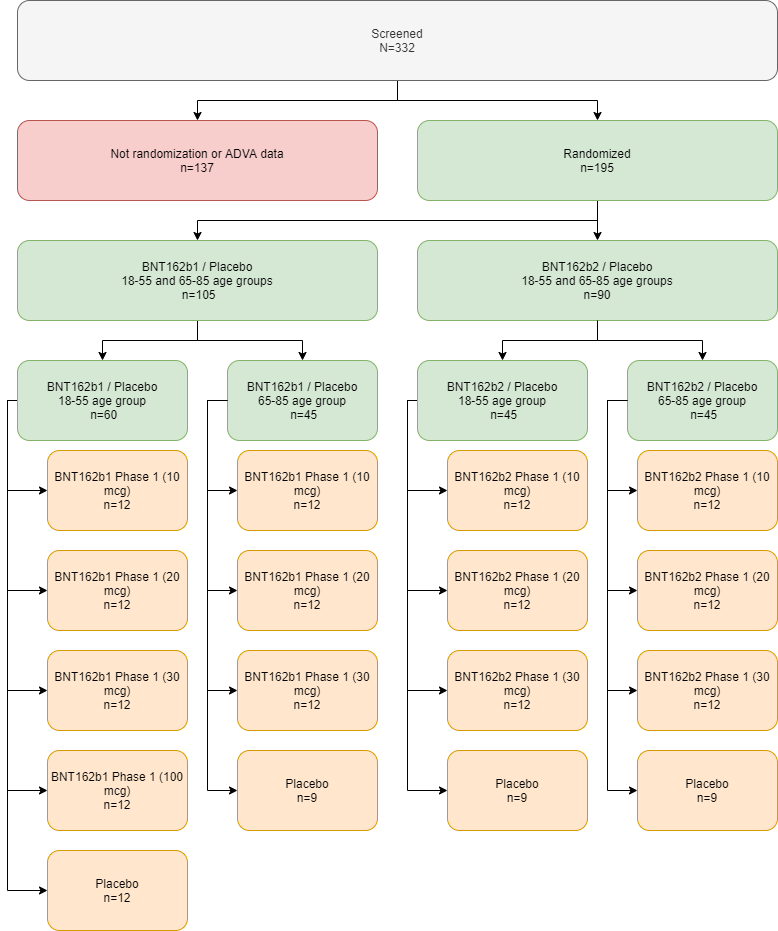 Screened
N=332
Not randomization or ADVA data
n=137
Randomized
n=195
BNT162b1 / Placebo
18-55 and 65-85 age groups
n=105
BNT162b2 / Placebo
18-55 and 65-85 age groups
n=90
BNT162b1 / Placebo
18-55 age group
n=60
BNT162b1 / Placebo
65-85 age group
n=45
BNT162b2 / Placebo
18-55 age group
n=45
BNT162b2 / Placebo
65-85 age group
n=45
BNT162b1 Phase 1 (10
mcg)
n=12
BNT162b1 Phase 1 (10
mcg)
n=12
BNT162b2 Phase 1 (10
mcg)
n=12
BNT162b2 Phase 1 (10
mcg)
n=12
BNT162b1 Phase 1 (20
mcg)
n=12
BNT162b1 Phase 1 (20
mcg)
n=12
BNT162b2 Phase 1 (20
mcg)
n=12
BNT162b2 Phase 1 (20
mcg)
n=12
BNT162b1 Phase 1 (30
mcg)
n=12
BNT162b1 Phase 1 (30
mcg)
n=12
BNT162b2 Phase 1 (30
mcg)
n=12
BNT162b2 Phase 1 (30
mcg)
n=12
BNT162b1 Phase 1 (100
mcg)
n=12
Placebo
n=9
Placebo
n=9
Placebo
n=9
Placebo
n=12